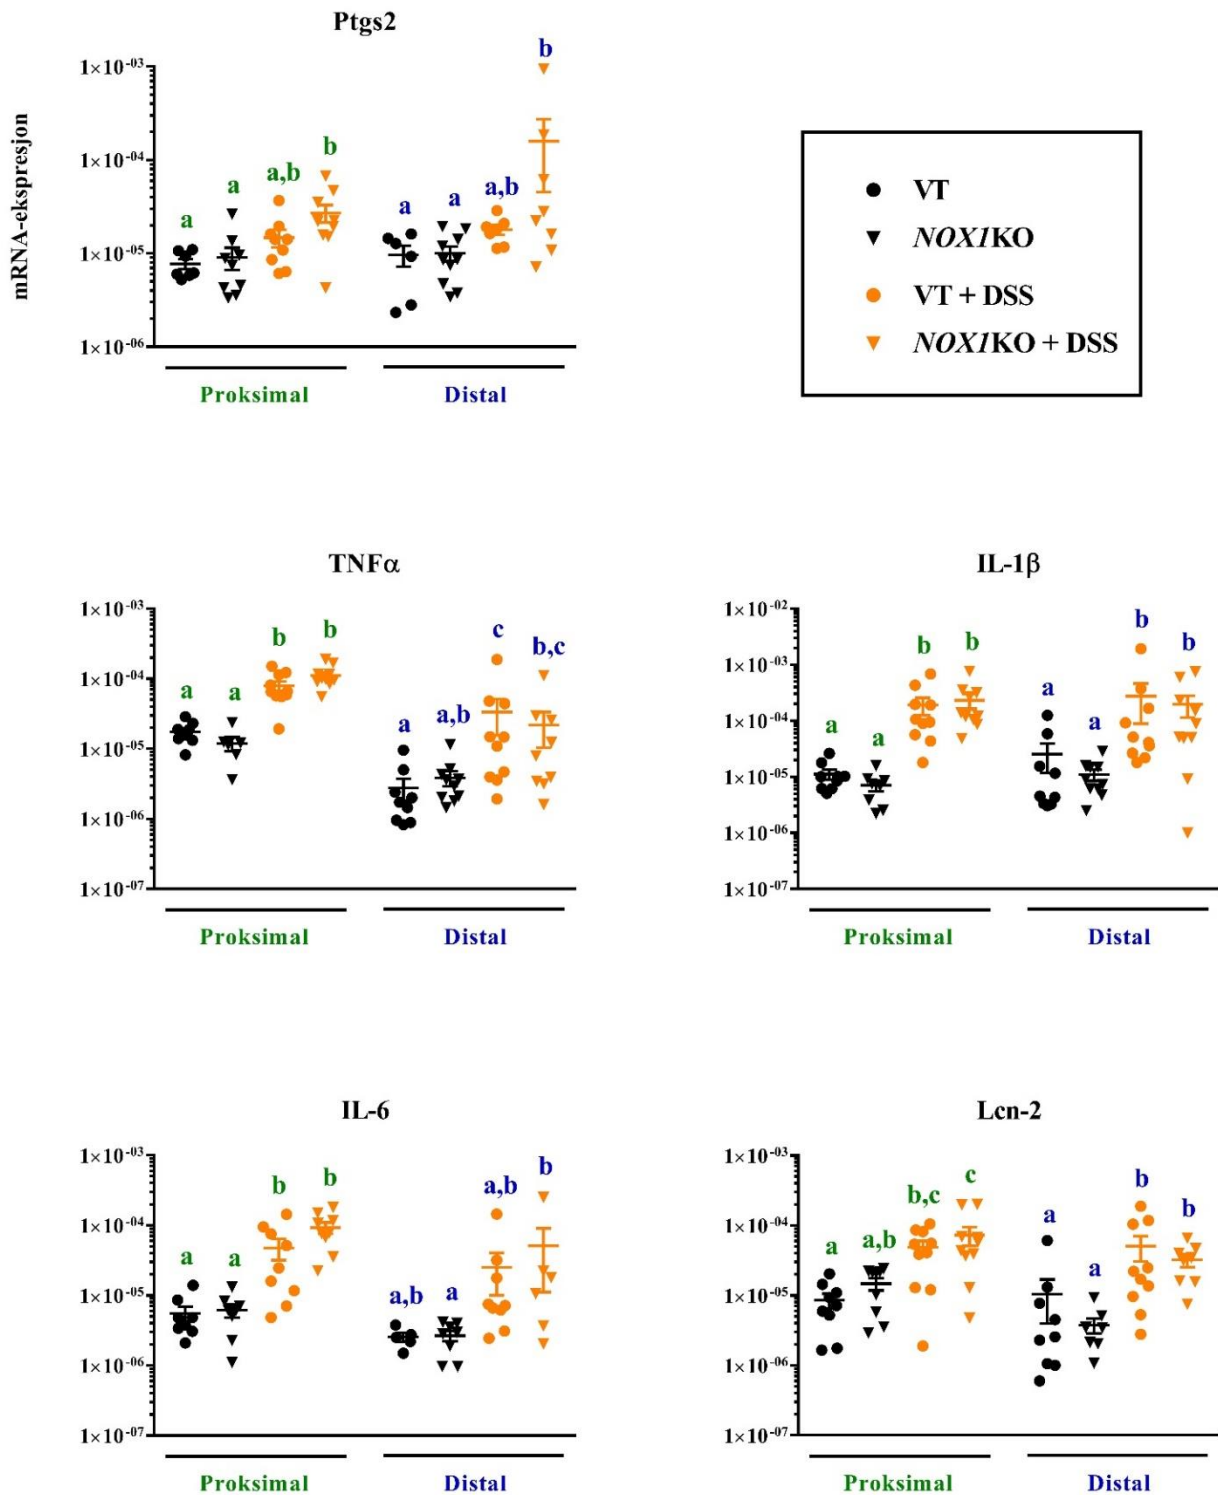 Ptgs2
mRNA-ekspresjon
1×10⁻⁰³
1×10⁻⁰⁴
1×10⁻⁰⁵
1×10⁻⁰⁶
a
a
a,b
b
a
a
a,b
b
Proksimal
Distal
VT
NOX1KO
VT + DSS
NOX1KO + DSS
TNFα
1×10⁻⁰³
1×10⁻⁰⁴
1×10⁻⁰⁵
1×10⁻⁰⁶
1×10⁻⁰⁷
a
a
b
b
a
a,b
c
b,c
Proksimal
Distal
IL-1β
1×10⁻⁰²
1×10⁻⁰³
1×10⁻⁰⁴
1×10⁻⁰⁵
1×10⁻⁰⁶
1×10⁻⁰⁷
a
a
b
b
a
a
b
b
Proksimal
Distal
IL-6
1×10⁻⁰³
1×10⁻⁰⁴
1×10⁻⁰⁵
1×10⁻⁰⁶
1×10⁻⁰⁷
a
a
b
b
a,b
a
a,b
b
Proksimal
Distal
Lcn-2
1×10⁻⁰³
1×10⁻⁰⁴
1×10⁻⁰⁵
1×10⁻⁰⁶
1×10⁻⁰⁷
a
a,b
b,c
c
a
a
b
b
Proksimal
Distal